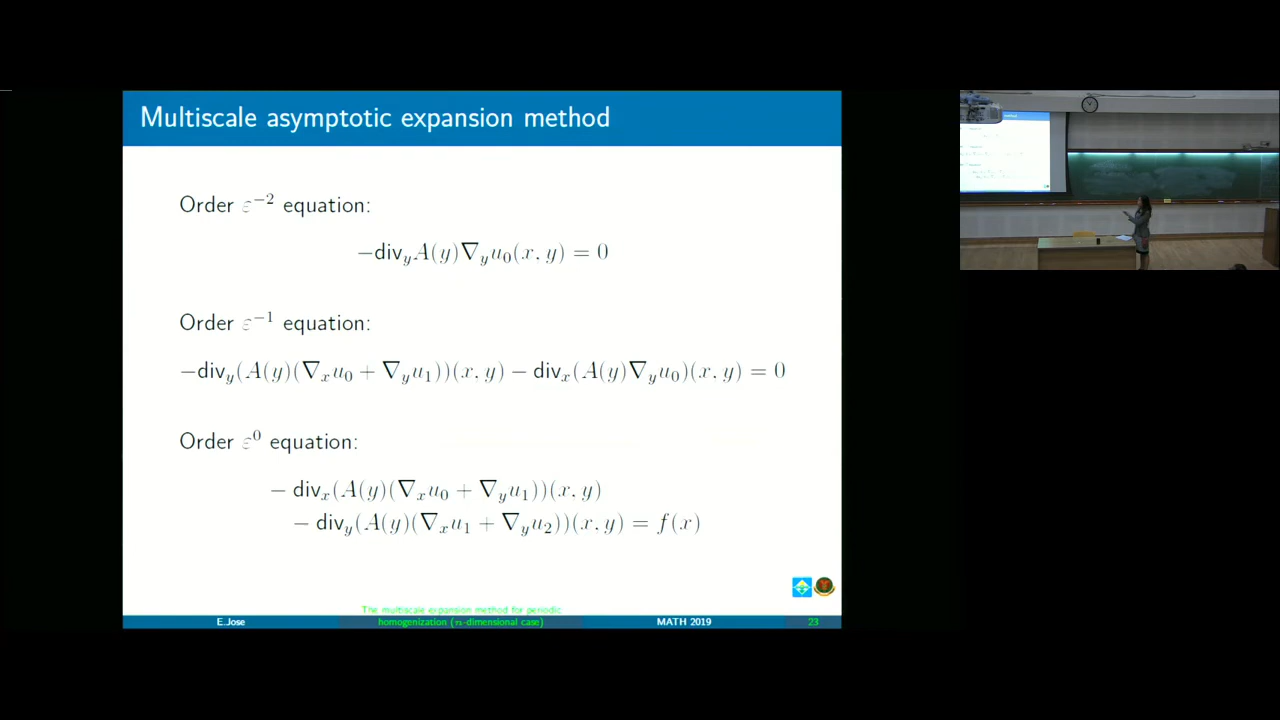 Multiscale asymptotic expansion method
Order ε⁻² equation:
−div_y A(y)∇_y u_0(x, y) = 0
Order ε⁻¹ equation:
−div_y(A(y)(∇_x u_0 + ∇_y u_1))(x, y) − div_x(A(y)∇_y u_0)(x, y) = 0
Order ε⁰ equation:
− div_x(A(y)(∇_x u_0 + ∇_y u_1))(x, y)
− div_y(A(y)(∇_x u_1 + ∇_y u_2))(x, y) = f(x)
The multiscale expansion method for periodic
homogenization (n-dimensional case)
E.Jose
MATH 2019
23